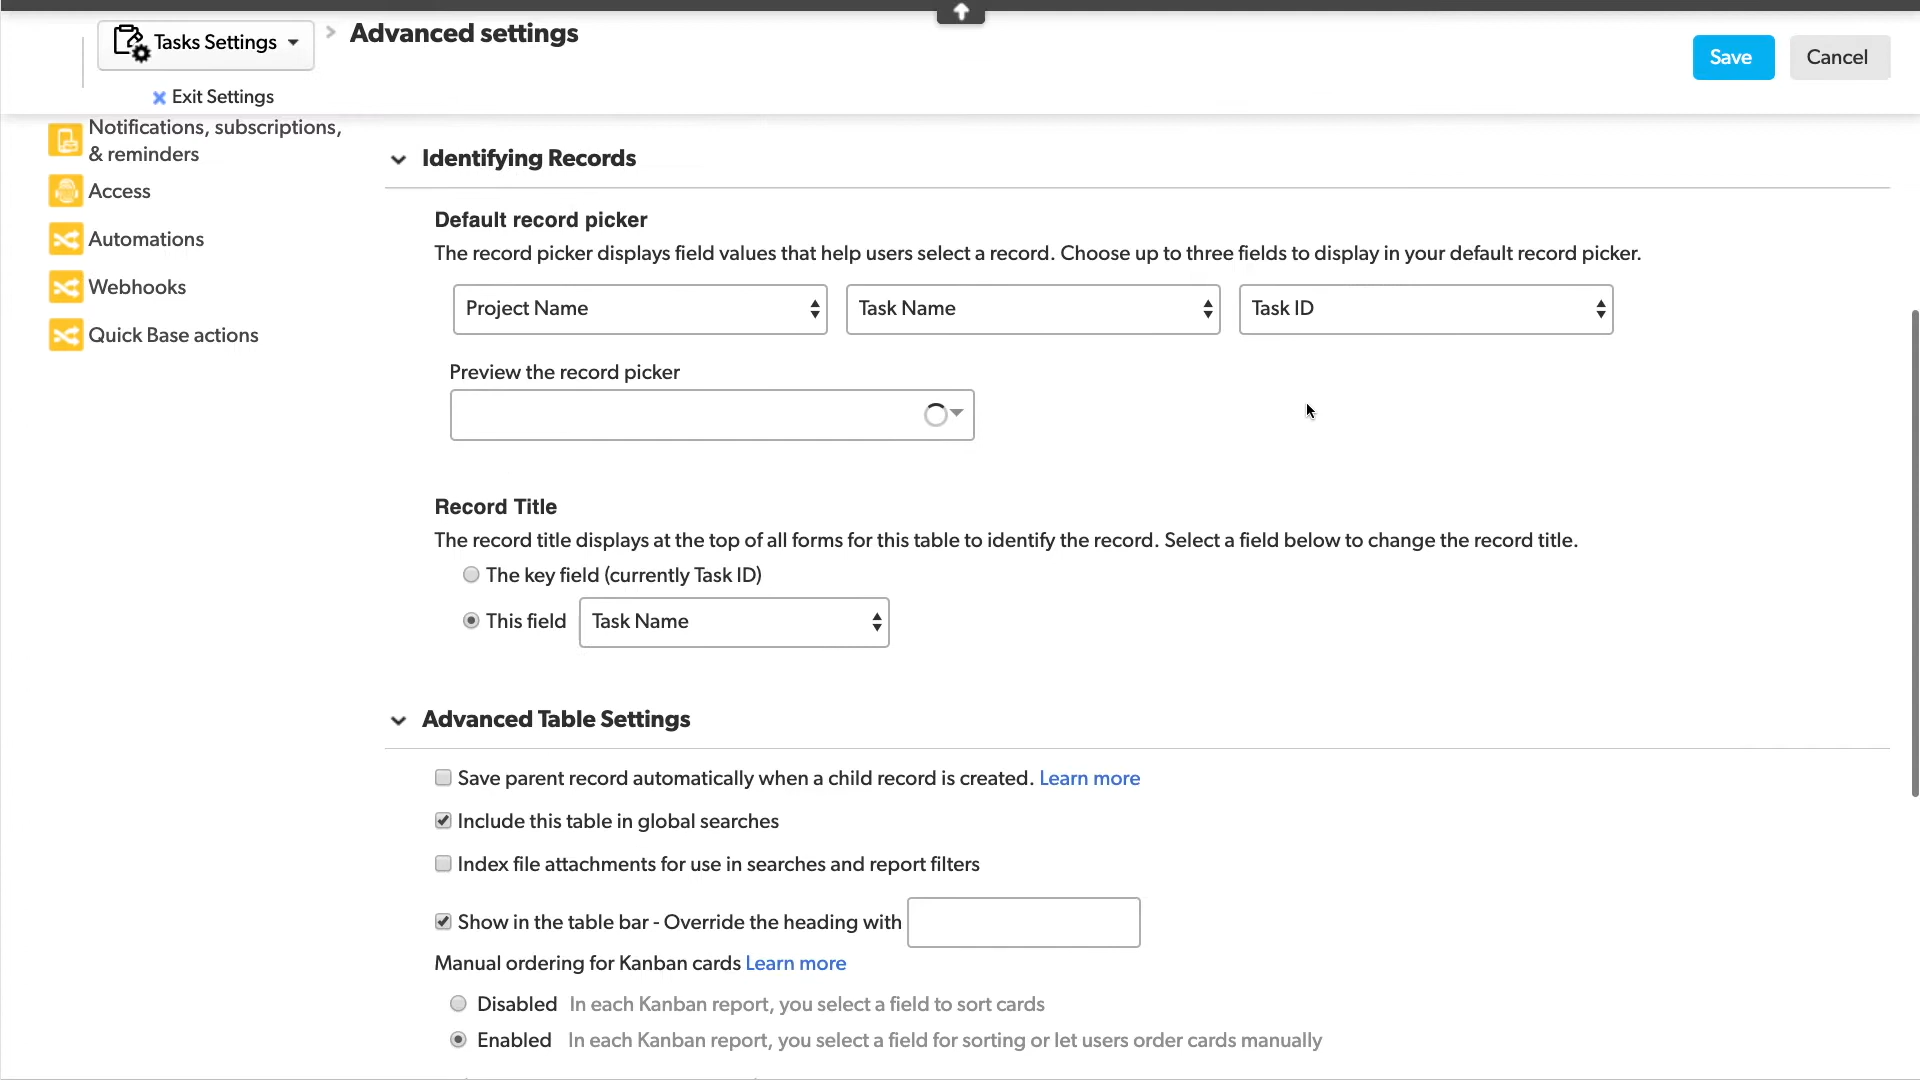 Tasks Settings
> Advanced settings
Save
Cancel
Exit Settings
Notifications, subscriptions,
& reminders
Access
Automations
Webhooks
Quick Base actions
Identifying Records
Default record picker
The record picker displays field values that help users select a record. Choose up to three fields to display in your default record picker.
Project Name
Task Name
Task ID
Preview the record picker
Record Title
The record title displays at the top of all forms for this table to identify the record. Select a field below to change the record title.
The key field (currently Task ID)
This field
Task Name
Advanced Table Settings
Save parent record automatically when a child record is created. Learn more
Include this table in global searches
Index file attachments for use in searches and report filters
Show in the table bar - Override the heading with
Manual ordering for Kanban cards Learn more
Disabled In each Kanban report, you select a field to sort cards
Enabled In each Kanban report, you select a field for sorting or let users order cards manually